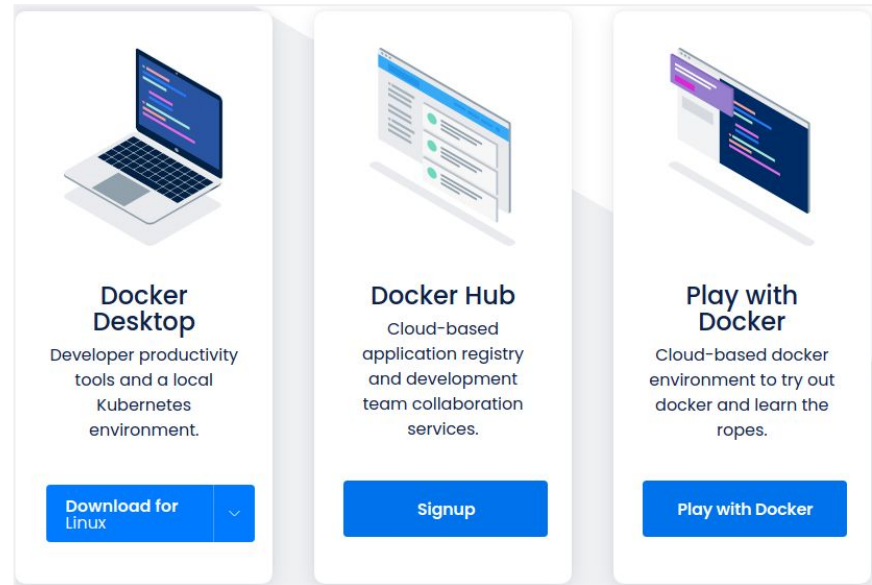 Docker
Desktop
Developer productivity
tools and a local
Kubernetes
environment.
Download for
Linux
Docker Hub
Cloud-based
application registry
and development
team collaboration
services.
Signup
Play with
Docker
Cloud-based docker
environment to try out
docker and learn the
ropes.
Play with Docker